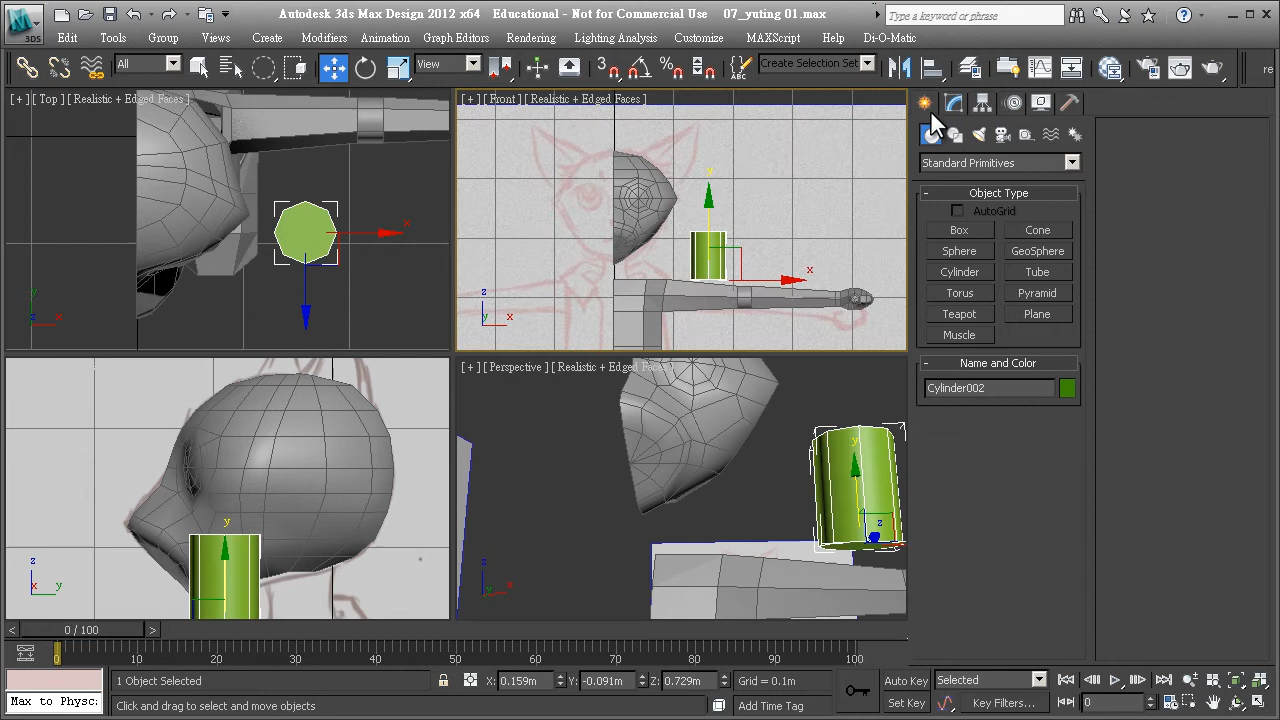 Autodesk 3ds Max Design 2012 x64 Educational - Not for Commercial Use 07_yuting 01.max
Type a keyword or phrase
3DS
Edit Tools Group Views Create Modifiers Animation Graph Editors Rendering Lighting Analysis Customize MAXScript Help Di-O-Matic
All View 3 Create Selection Set re
[ + ] [ Top ] [ Realistic + Edged Faces ]
[ + ] [ Front ] [ Realistic + Edged Faces ]
Standard Primitives
- Object Type
AutoGrid
Box Cone
Sphere GeoSphere
Cylinder Tube
Torus Pyramid
Teapot Plane
Muscle
- Name and Color
Cylinder002
x
y
z x
y
x
z
y x
[ + ] [ Perspective ] [ Realistic + Edged Faces ]
y
z
x y
y
z
z
y x
< 0 / 100 >
0 10 20 30 40 50 60 70 80 90 100
1 Object Selected X: 0.159m Y: -0.091m Z: 0.729m Grid = 0.1m Auto Key Selected
Max to Physc: Click and drag to select and move objects Add Time Tag Set Key Key Filters... 0